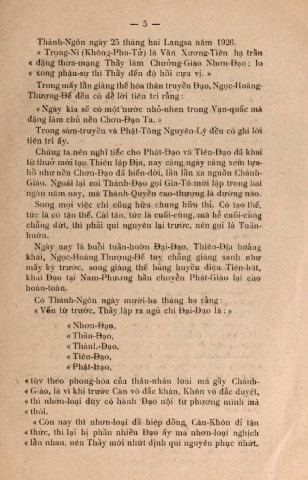 — 5 —
Thánh-Ngôn ngày 25 tháng hai Langsa năm 1926.
« Trọng-Ni (Khổng-Phu-Tử) là Văn Xương-Tiên hạ trần
« đặng thừa-mạng Thầy làm Chưởng-Giáo Nhơn-Đạo ; lo
« xong phận-sự thì Thầy đến độ hồi cựu vị. »
Trong mấy lần giáng thế hóa thân truyền Đạo, Ngọc-Hoàng-
Thượng-Đế đều có để lời tiên tri rằng :
« Ngày kia sẽ có một nước nhỏ-nhen trong Vạn-quốc mà
« đặng làm chủ nền Chơn-Đạo Ta. »
Trong sám-truyền và Phật-Tông Nguyên-Lý đều có ghi lời
tiên tri ấy.
Chúng ta nên nghĩ tiếc cho Phật-Đạo và Tiên-Đạo đã khai
từ thuở mới tạo Thiên lập Địa, nay càng ngày càng xem tựa-
hồ như nền Chơn-Đạo đã biến-dời, lần lần xa nguồn Chánh-
Giáo. Ngoái lại coi Thánh-Đạo gọi Gia-Tô mới lập trong hai
ngàn năm nay, mà Thánh-Quyền cao-thượng là dường nào.
Song mọi việc chi cũng hữu chung hữu thỉ. Có tạo thế,
tức là có tận thế. Cái tàn, tức là cuối-cùng, mà hễ cuối-cùng
chẳng dứt, thì phải qui nguyên lại trước, nên gọi là Tuần-
huờn.
Ngày nay là buổi tuần-huờn Đại-Đạo, Thiên-Địa hoằng
khai, Ngọc-Hoàng Thượng-Đế tuy chẳng giáng sanh như
mấy kỳ trước, song giáng thế bằng huyền diệu Tiên-bút,
khai Đạo tại Nam-Phương hầu chuyển Phật-Giáo lại cho
hoàn-toàn.
Có Thánh-Ngôn ngày mười-ba tháng ba rằng :
« Vốn từ trước, Thầy lập ra ngũ chi Đại-Đạo là : »
« Nhơn-Đạo,
« Thần-Đạo,
« Thánh-Đạo,
« Tiên-Đạo,
« Phật-Đạo,
« tùy theo phong-hóa của thân-nhân loại mà gầy Chánh-
« Giáo, là vì khi trước Càn vô đắc khán, Khôn vô đắc duyệt,
« thì nhơn-loại duy có hành Đạo nội tứ phương mình mà
« thôi.
« Còn nay thì nhơn-loại đã hiệp đồng, Càn-Khôn dĩ tận
« thức, thì lại bị phần nhiều Đạo ấy mà nhơn-loại nghịch
« lẫn nhau, nên Thầy mới nhứt định qui nguyên phục nhứt,